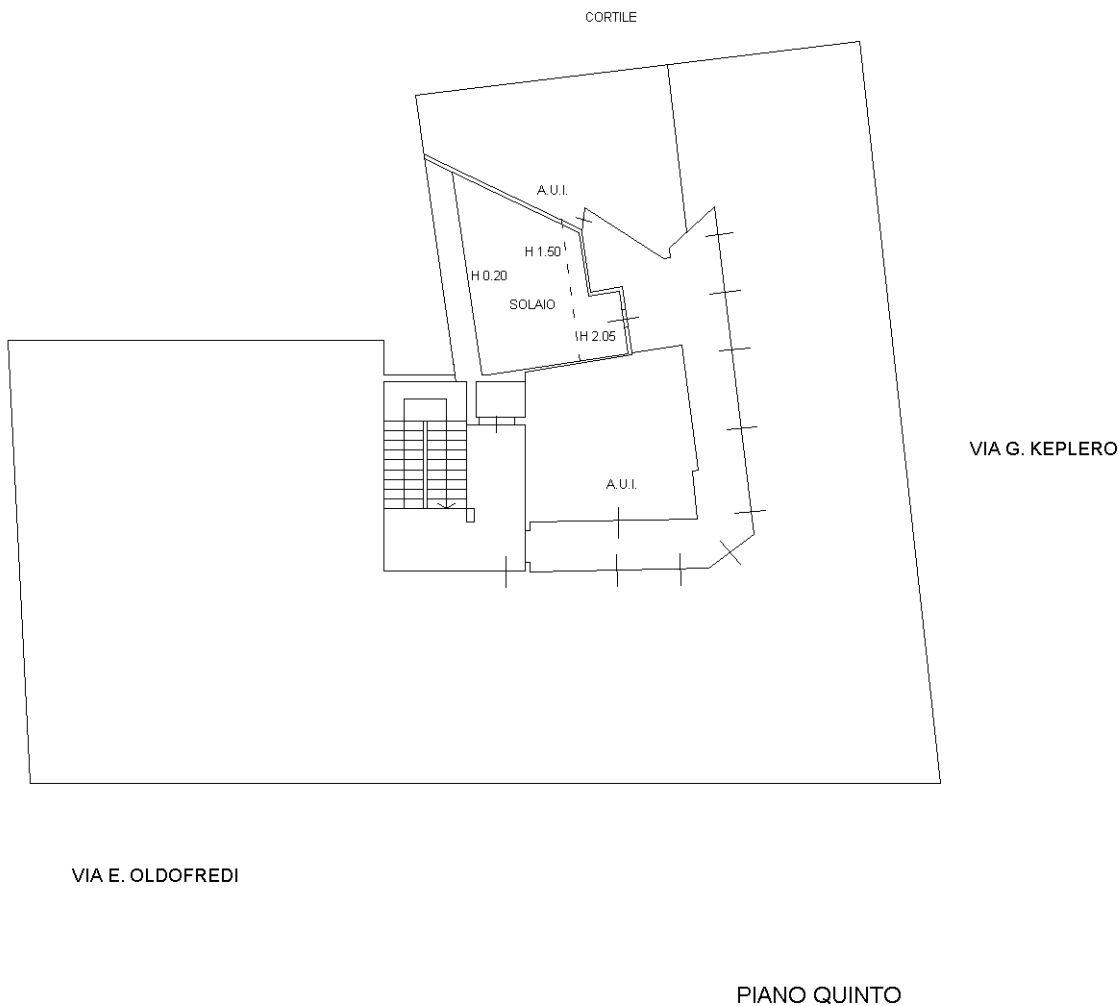 CORTILE
A.U.I.
H 1.50
H 0.20
SOLAIO
H 2.05
VIA G. KEPLERO
A.U.I.
VIA E. OLDOFREDI
PIANO QUINTO